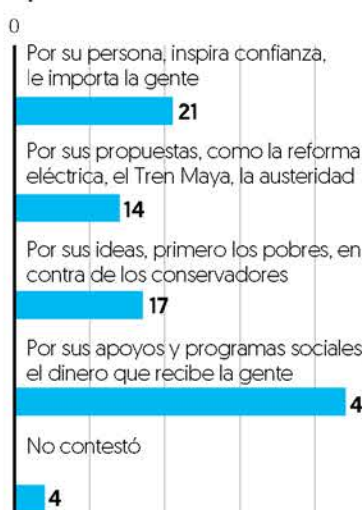 0
Por su persona, inspira confianza,
le importa la gente
21
Por sus propuestas, como la reforma
eléctrica, el Tren Maya, la austeridad
14
Por sus ideas, primero los pobres, en
contra de los conservadores
17
Por sus apoyos y programas sociales
el dinero que recibe la gente
4
No contestó
4